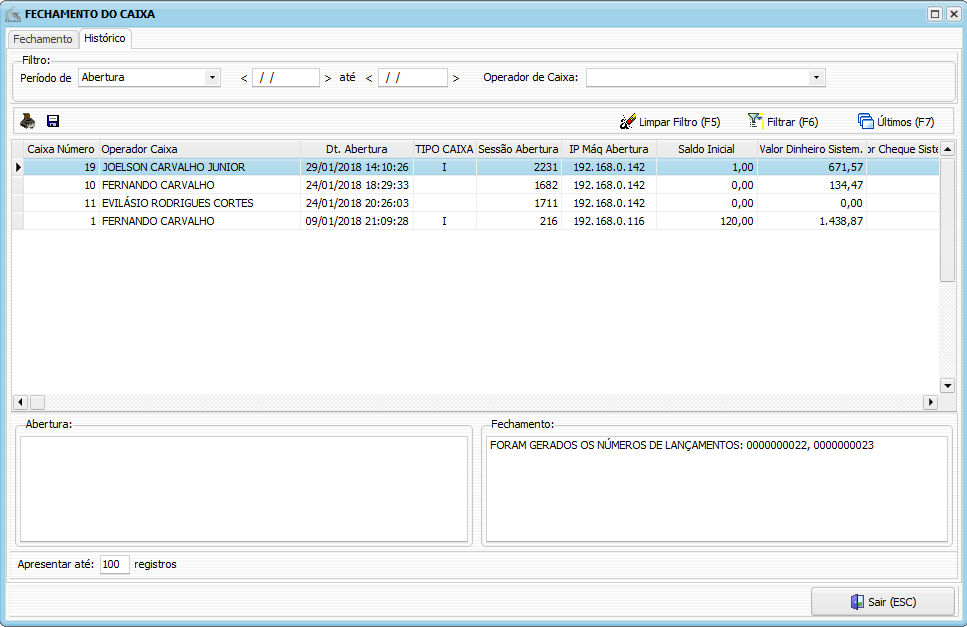 FECHAMENTO DO CAIXA
Fechamento Histórico
Filtro:
Período de Abertura < / / > até < / / > Operador de Caixa:
Limpar Filtro (F5) Filtrar (F6) Últimos (F7)
Caixa Número Operador Caixa Dt. Abertura TIPO CAIXA Sessão Abertura IP Máq Abertura Saldo Inicial Valor Dinheiro Sistem. or Cheque Siste
19 JOELSON CARVALHO JUNIOR 29/01/2018 14:10:26 I 2231 192.168.0.142 1,00 671,57
10 FERNANDO CARVALHO 24/01/2018 18:29:33 1682 192.168.0.142 0,00 134,47
11 EVILÁSIO RODRIGUES CORTES 24/01/2018 20:26:03 1711 192.168.0.142 0,00 0,00
1 FERNANDO CARVALHO 09/01/2018 21:09:28 I 216 192.168.0.116 120,00 1.438,87
Abertura: Fechamento:
FORAM GERADOS OS NÚMEROS DE LANÇAMENTOS: 0000000022, 0000000023
Apresentar até: 100 registros
Sair (ESC)